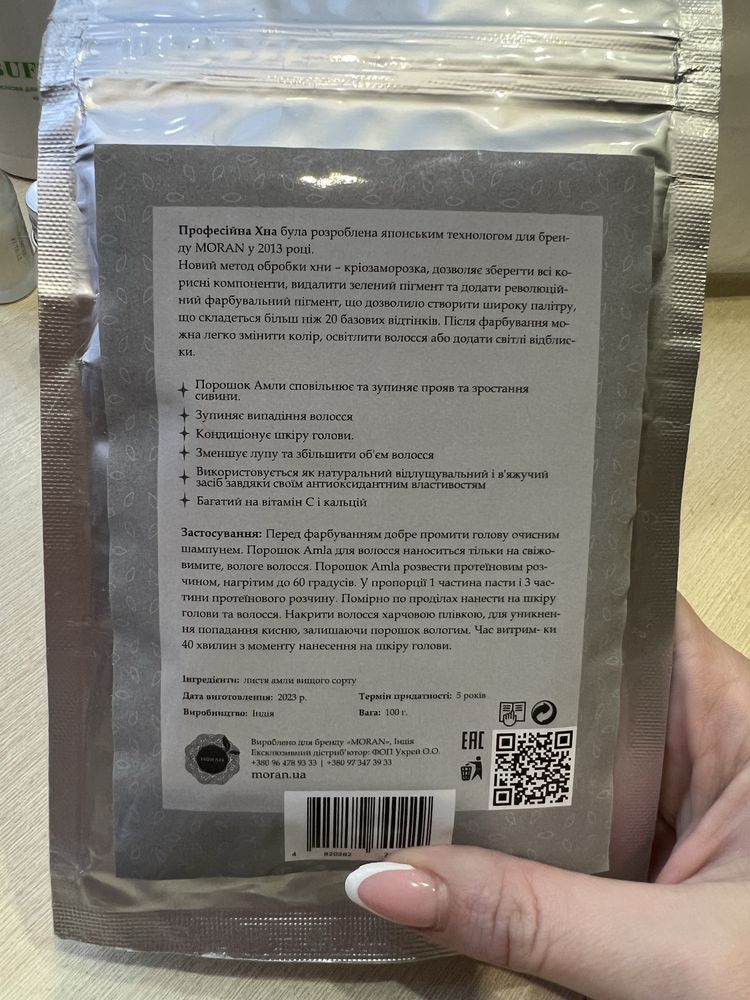 Професійна Хна була розроблена японським технологом для брен-
ду MORAN у 2013 році.
Новий метод обробки хни – кріозаморозка, дозволяє зберегти всі ко-
рисні компоненти, видалити зелений пігмент та додати революцій-
ний фарбувальний пігмент, що дозволило створити широку палітру,
що складеться більш ніж 20 базових відтінків. Після фарбування мо-
жна легко змінити колір, освітлити волосся або додати світлі відблис-
ки.
Порошок Амли сповільнює та зупиняє прояв та зростання
сивини.
Зупиняє випадіння волосся
Кондиціонує шкіру голови.
Зменшує лупу та збільшити об'єм волосся
Використовується як натуральний відлущувальний і в'яжучий
засіб завдяки своїм антиоксидантним властивостям
Багатий на вітамін С і кальцій
Застосування: Перед фарбуванням добре промити голову очисним
шампунем. Порошок Amla для волосся наноситься тільки на свіжо-
вимите, вологе волосся. Порошок Amla розвести протеїновим роз-
чином, нагрітим до 60 градусів. У пропорції 1 частина пасти і 3 час-
тини протеїнового розчину. Помірно по проділах нанести на шкіру
голови та волосся. Накрити волосся харчовою плівкою, для уникнен-
ня попадання кисню, залишаючи порошок вологим. Час витрим- ки
40 хвилин з моменту нанесення на шкіру голови.
Інгредієнти: листя амли вищого сорту
Дата виготовлення: 2023 р. Термін придатності: 5 років
Виробництво: Індія Вага: 100 г.
MORAN
Вироблено для бренду «MORAN», Індія
Ексклюзивний дістриб'ютор: ФОП Укрей О.О.
+380 96 478 93 33 | +380 97 347 39 33
moran.ua
EAC
4 820282 7